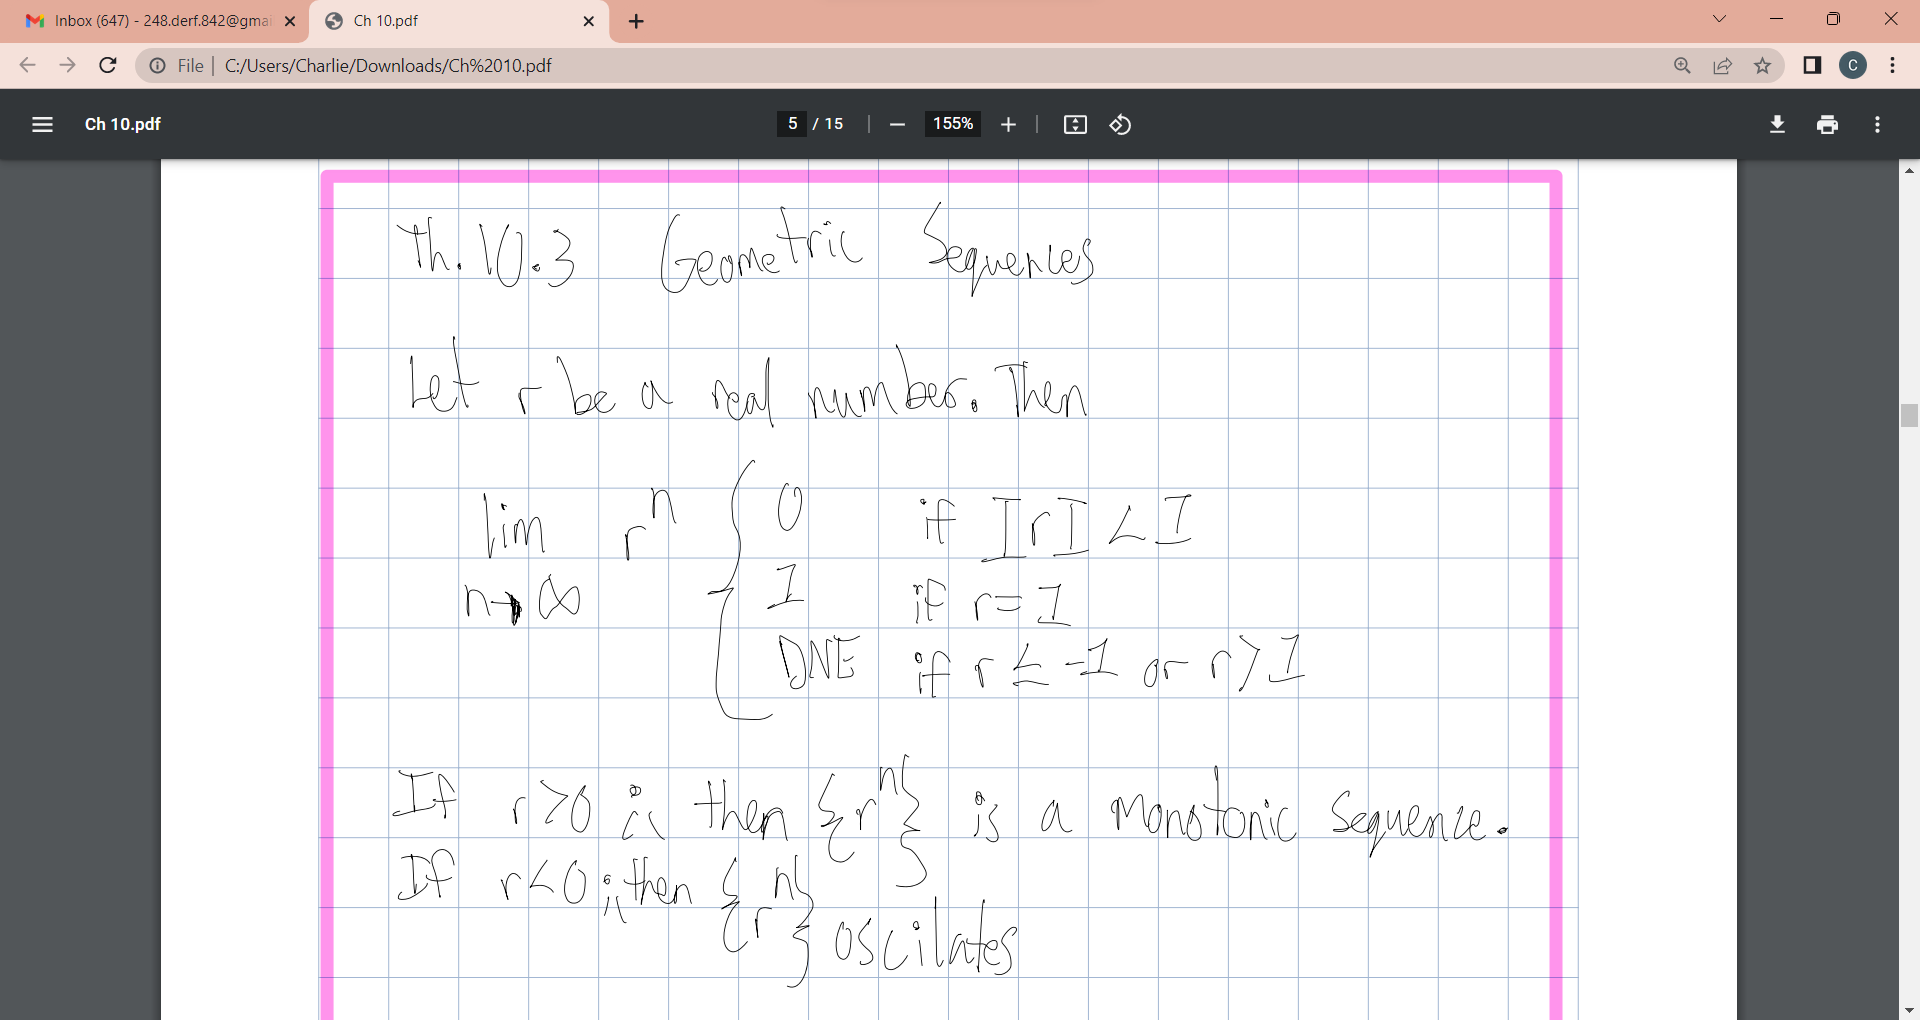 Inbox (647) - 248.derf.842@gmai
Ch 10.pdf
File | C:/Users/Charlie/Downloads/Ch%2010.pdf
C
Ch 10.pdf
5 / 15
155%
Th. 10.3 Geometric Sequences
Let r be a real number. Then
lim r^n { 0 if |r| < 1
n→∞ 1 if r = 1
DNE if r ≤ -1 or r > 1
If r > 0 ; then {r^n} is a monotonic sequence.
If r < 0 ; then {r^n} oscilates